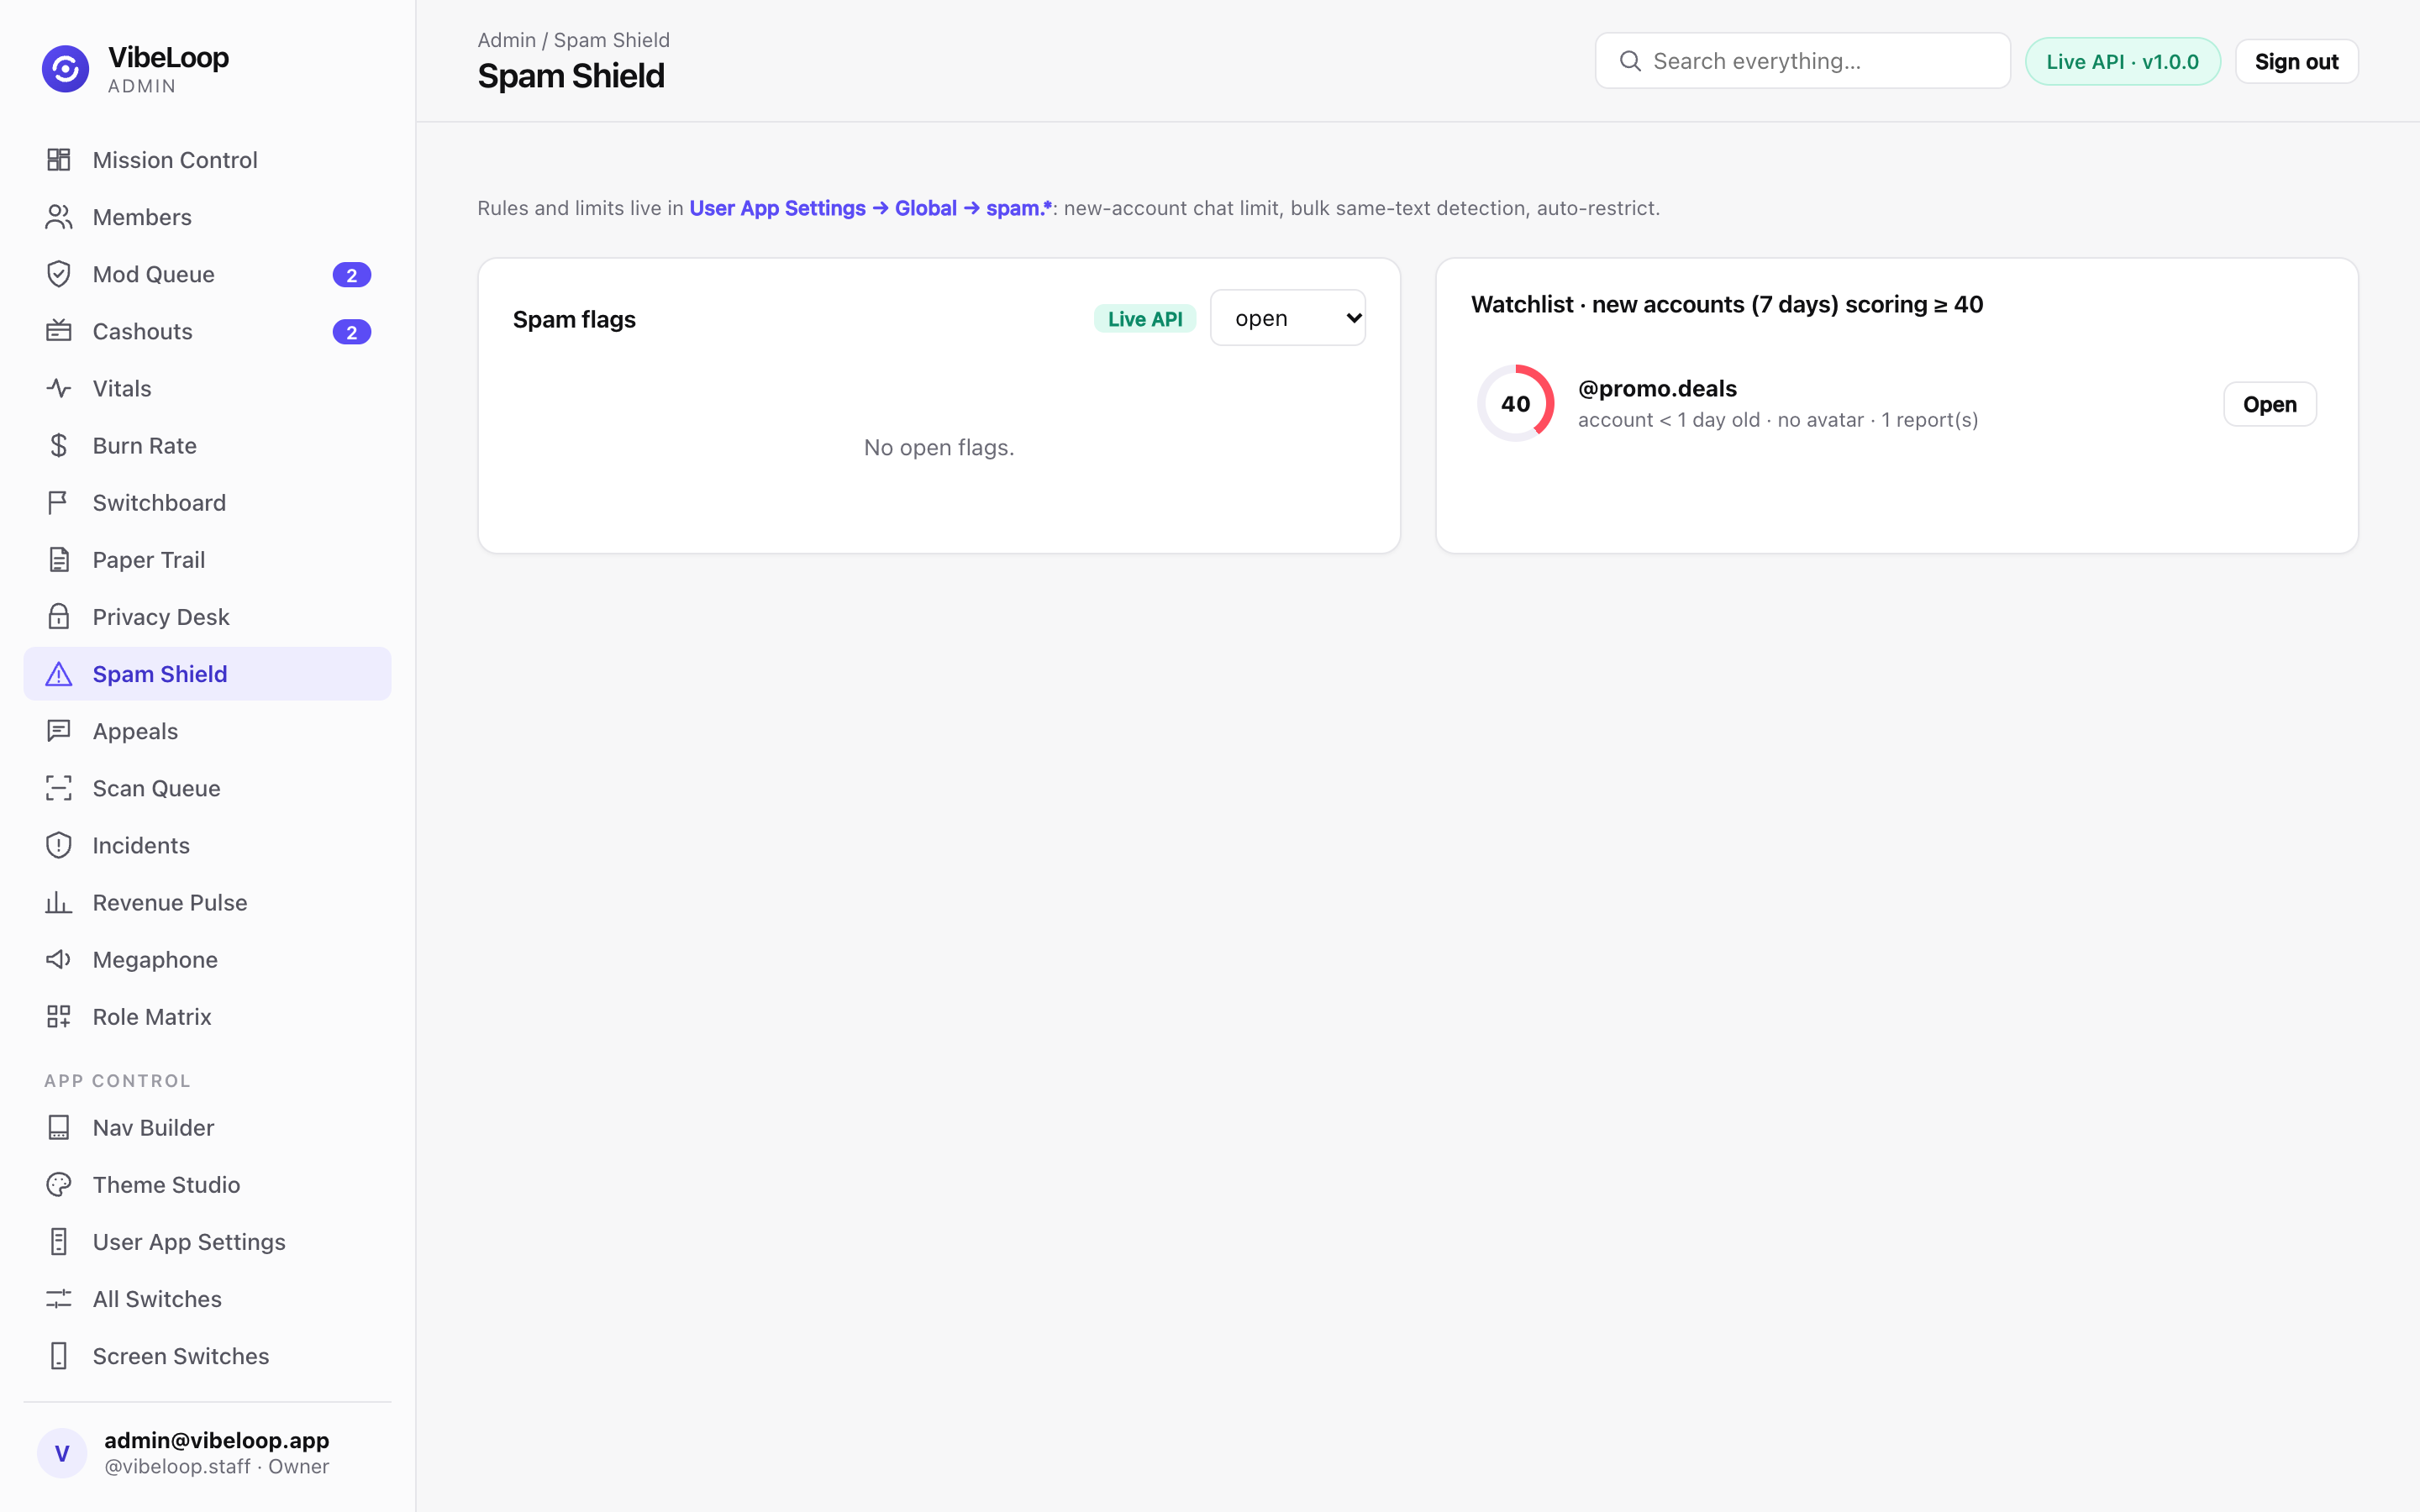 VibeLoop
ADMIN
Mission Control
Members
Mod Queue 2
Cashouts 2
Vitals
Burn Rate
Switchboard
Paper Trail
Privacy Desk
Spam Shield
Appeals
Scan Queue
Incidents
Revenue Pulse
Megaphone
Role Matrix
APP CONTROL
Nav Builder
Theme Studio
User App Settings
All Switches
Screen Switches
V
admin@vibeloop.app
@vibeloop.staff · Owner
Admin / Spam Shield
Spam Shield
Search everything...
Live API · v1.0.0
Sign out
Rules and limits live in User App Settings → Global → spam.*: new-account chat limit, bulk same-text detection, auto-restrict.
Spam flags
Live API
open
No open flags.
Watchlist · new accounts (7 days) scoring ≥ 40
40
@promo.deals
account < 1 day old · no avatar · 1 report(s)
Open